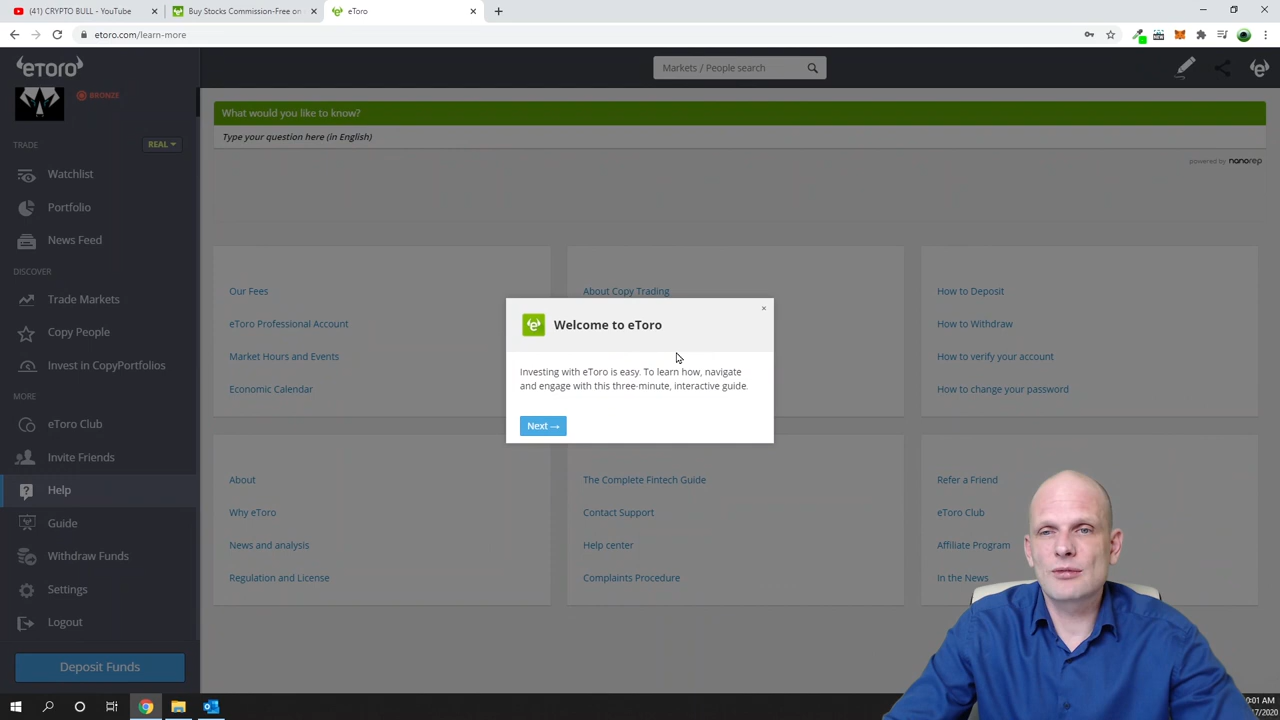 (41) CRYPTO BULL - YouTube
Buy Stocks Commission-Free on
eToro
etoro.com/learn-more
eToro
BRONZE
Markets / People search
TRADE
REAL
Watchlist
Portfolio
News Feed
DISCOVER
Trade Markets
Copy People
Invest in CopyPortfolios
MORE
eToro Club
Invite Friends
Help
Guide
Withdraw Funds
Settings
Logout
Deposit Funds
What would you like to know?
Type your question here (in English)
powered by nanorep
Our Fees
eToro Professional Account
Market Hours and Events
Economic Calendar
About Copy Trading
How to Deposit
How to Withdraw
How to verify your account
How to change your password
Welcome to eToro
Investing with eToro is easy. To learn how, navigate
and engage with this three-minute, interactive guide.
Next →
About
Why eToro
News and analysis
Regulation and License
The Complete Fintech Guide
Contact Support
Help center
Complaints Procedure
Refer a Friend
eToro Club
Affiliate Program
In the News
0:01 AM
7/2020